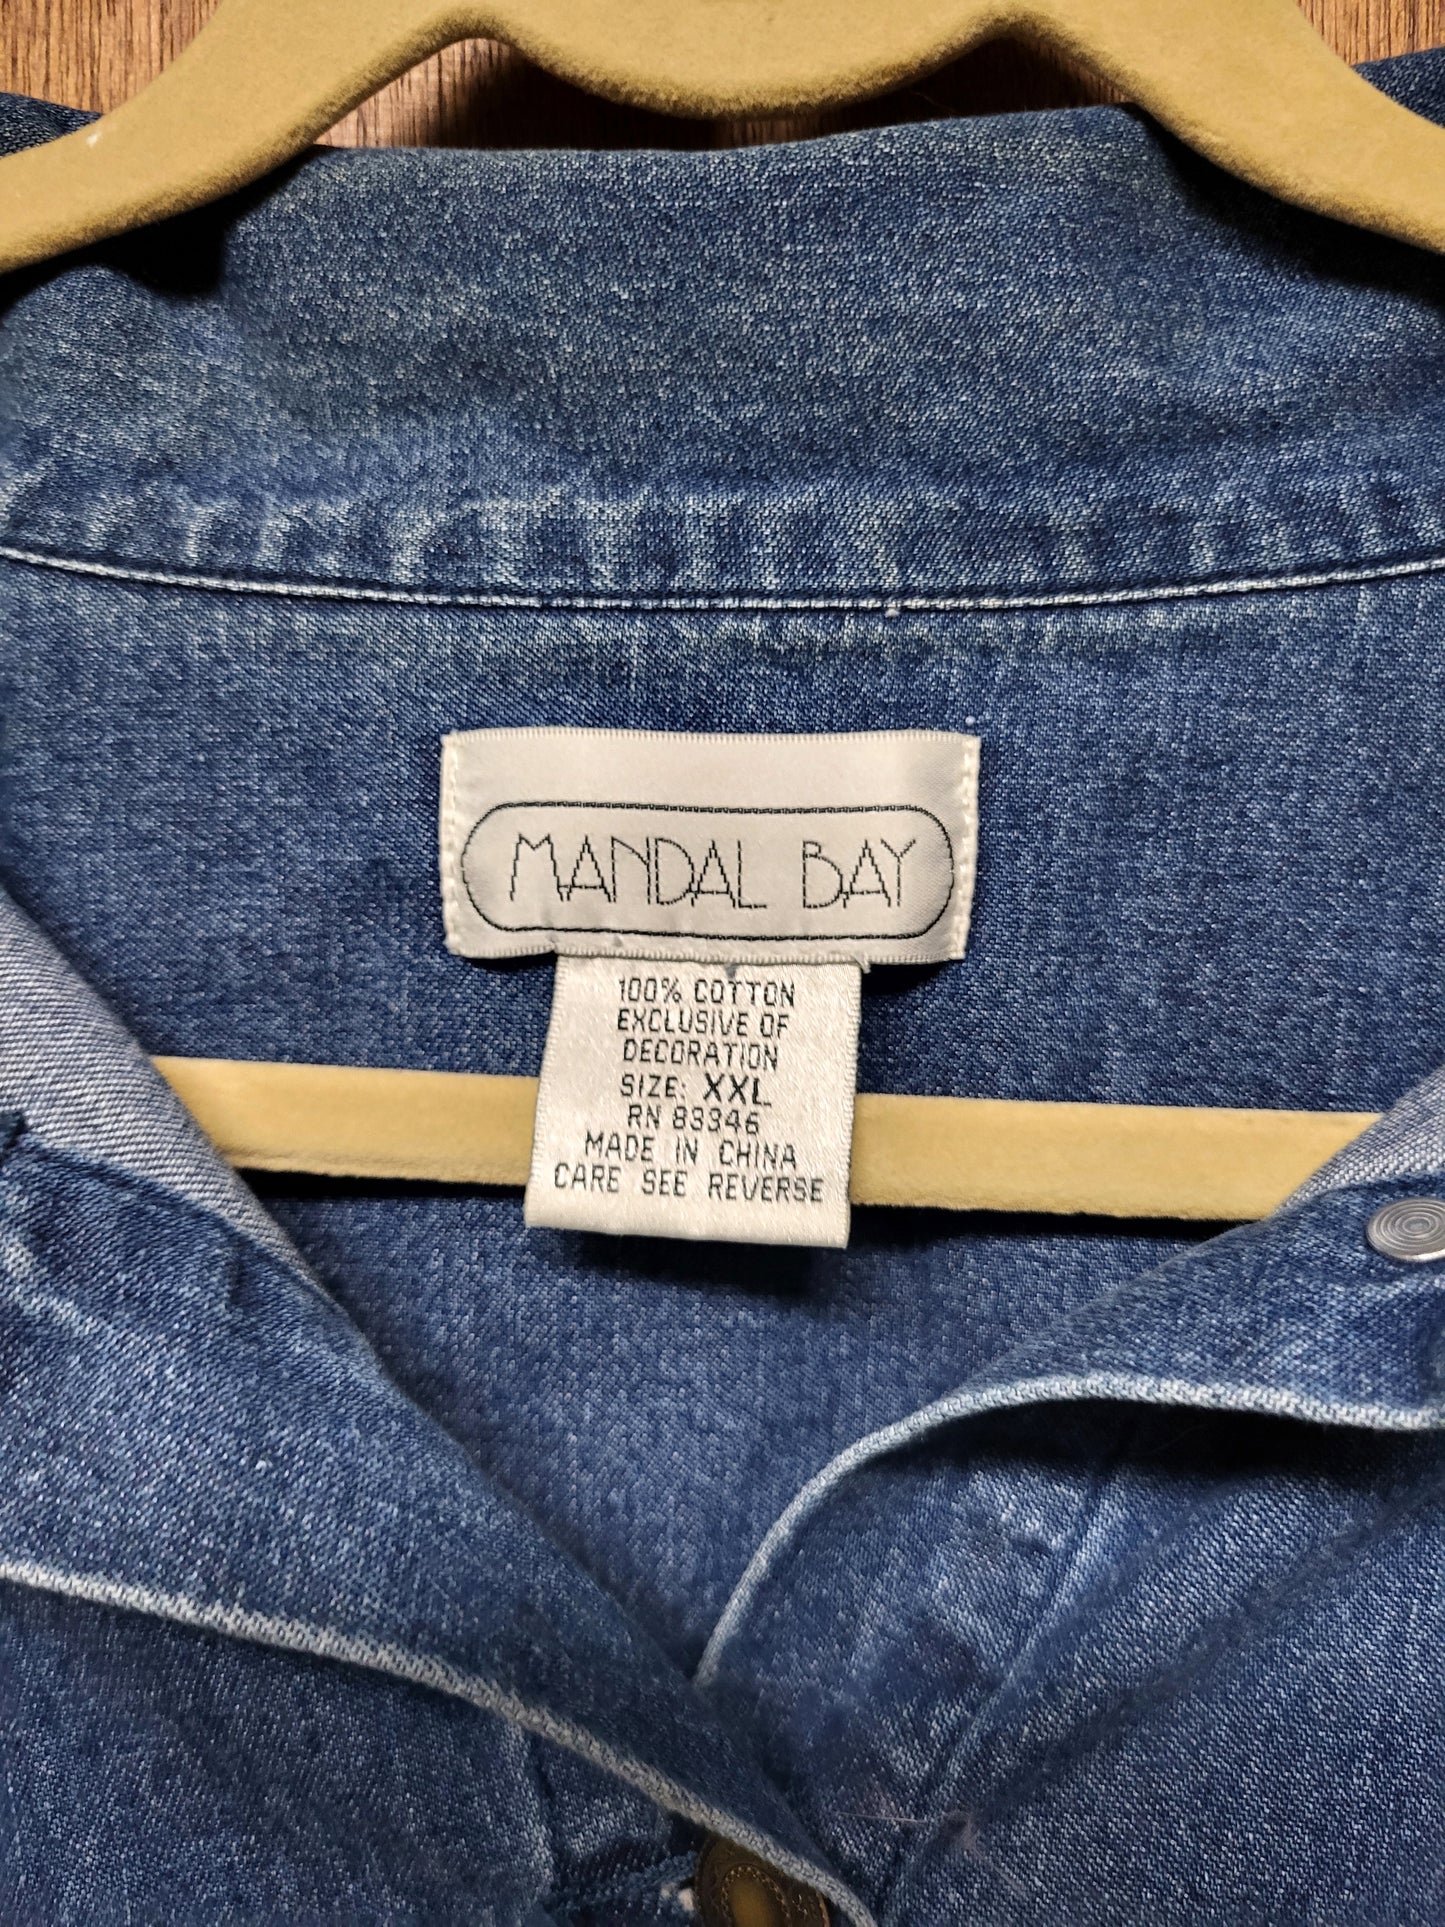 MANDAL BAY
100% COTTON
EXCLUSIVE OF
DECORATION
SIZE: XXL
RN 83346
MADE IN CHINA
CARE SEE REVERSE